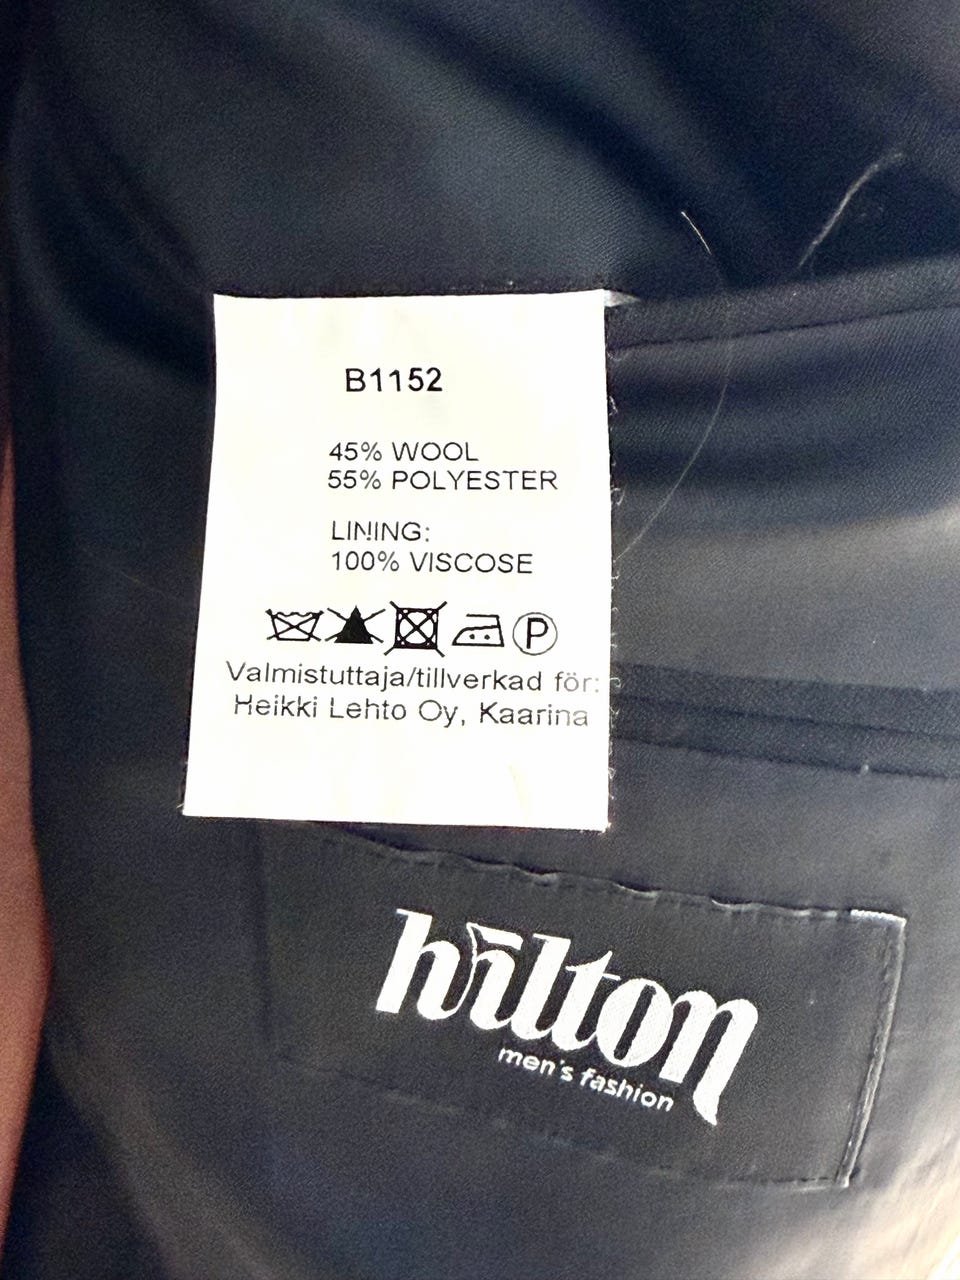 B1152
45% WOOL
55% POLYESTER
LINING:
100% VISCOSE
P
Valmistuttaja/tillverkad för:
Heikki Lehto Oy, Kaarina
hilton
men's fashion